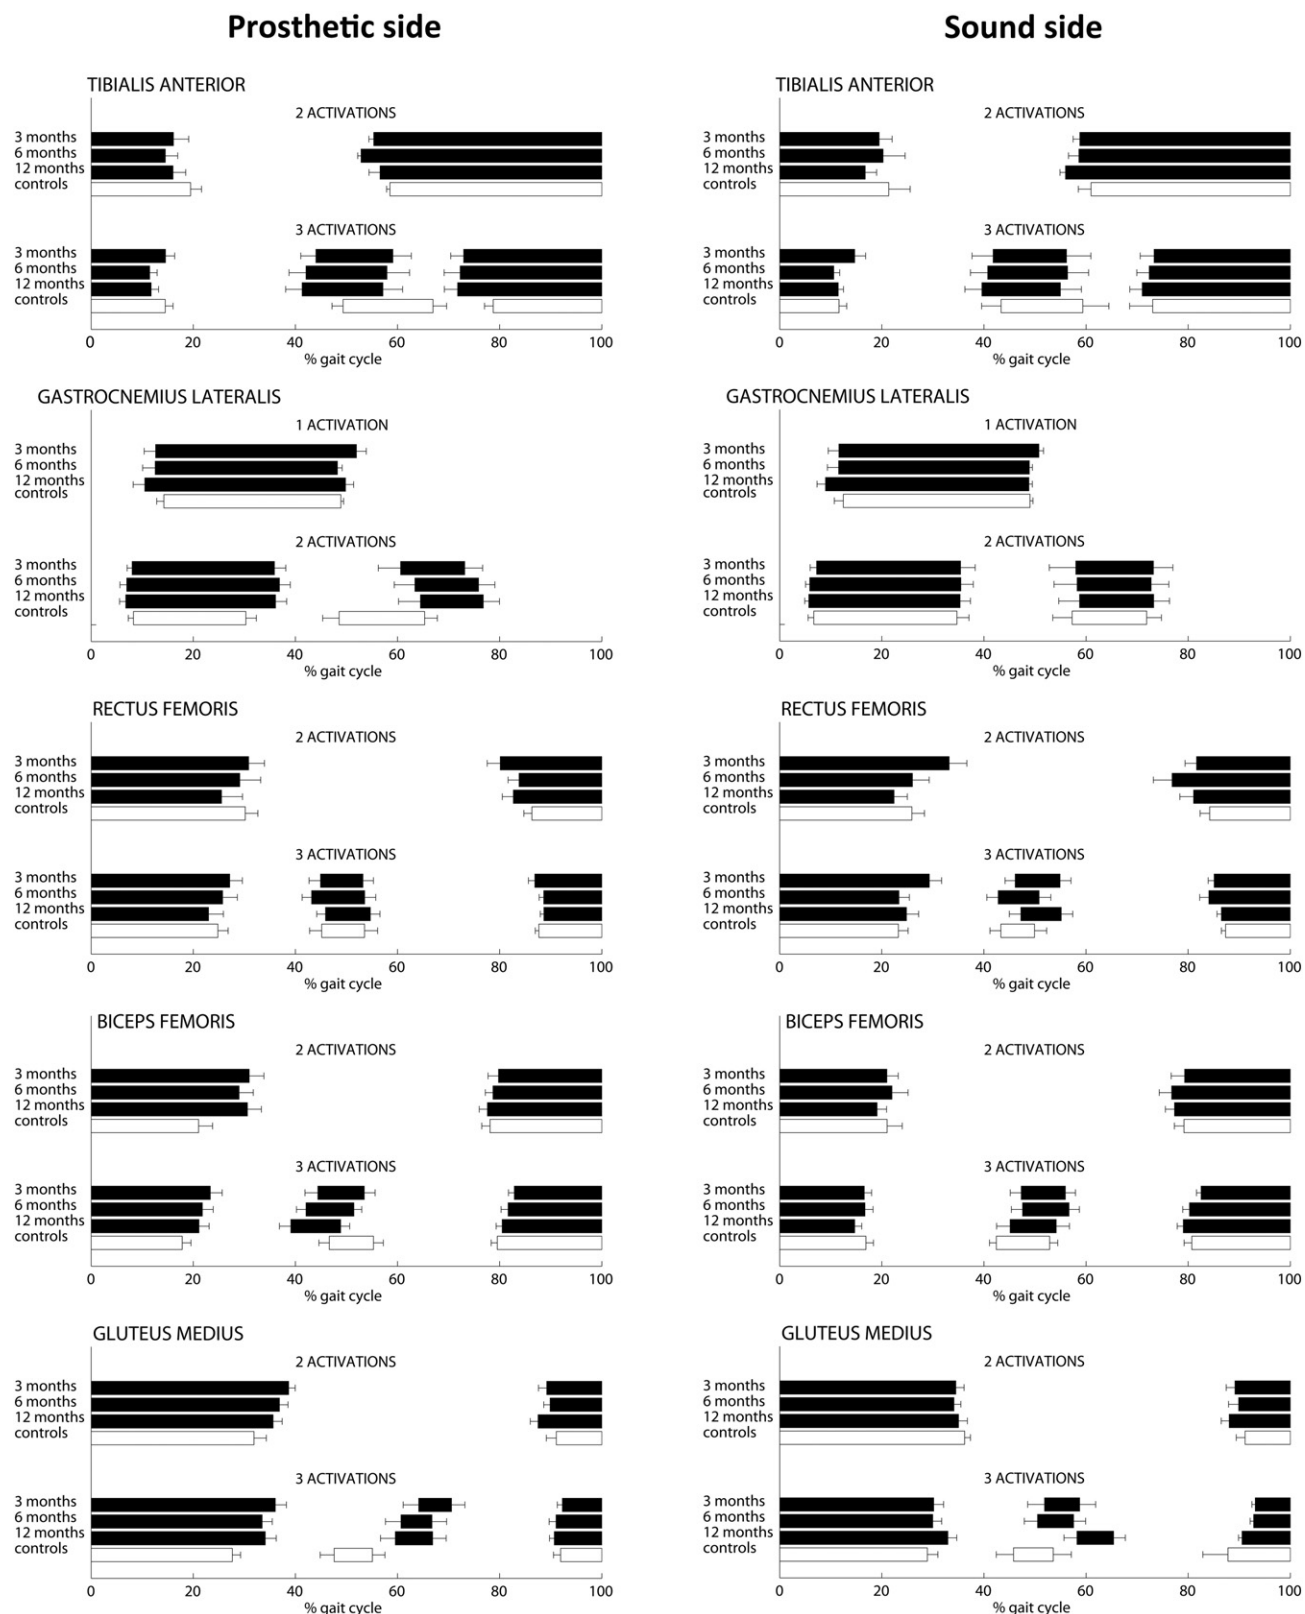 Prosthetic side
Sound side
TIBIALIS ANTERIOR
2 ACTIVATIONS
3 months
6 months
12 months
controls
3 ACTIVATIONS
3 months
6 months
12 months
controls
0 20 40 60 80 100
% gait cycle
TIBIALIS ANTERIOR
2 ACTIVATIONS
3 months
6 months
12 months
controls
3 ACTIVATIONS
3 months
6 months
12 months
controls
0 20 40 60 80 100
% gait cycle
GASTROCNEMIUS LATERALIS
1 ACTIVATION
3 months
6 months
12 months
controls
2 ACTIVATIONS
3 months
6 months
12 months
controls
0 20 40 60 80 100
% gait cycle
GASTROCNEMIUS LATERALIS
1 ACTIVATION
3 months
6 months
12 months
controls
2 ACTIVATIONS
3 months
6 months
12 months
controls
0 20 40 60 80 100
% gait cycle
RECTUS FEMORIS
2 ACTIVATIONS
3 months
6 months
12 months
controls
3 ACTIVATIONS
3 months
6 months
12 months
controls
0 20 40 60 80 100
% gait cycle
RECTUS FEMORIS
2 ACTIVATIONS
3 months
6 months
12 months
controls
3 ACTIVATIONS
3 months
6 months
12 months
controls
0 20 40 60 80 100
% gait cycle
BICEPS FEMORIS
2 ACTIVATIONS
3 months
6 months
12 months
controls
3 ACTIVATIONS
3 months
6 months
12 months
controls
0 20 40 60 80 100
% gait cycle
BICEPS FEMORIS
2 ACTIVATIONS
3 months
6 months
12 months
controls
3 ACTIVATIONS
3 months
6 months
12 months
controls
0 20 40 60 80 100
% gait cycle
GLUTEUS MEDIUS
2 ACTIVATIONS
3 months
6 months
12 months
controls
3 ACTIVATIONS
3 months
6 months
12 months
controls
0 20 40 60 80 100
% gait cycle
GLUTEUS MEDIUS
2 ACTIVATIONS
3 months
6 months
12 months
controls
3 ACTIVATIONS
3 months
6 months
12 months
controls
0 20 40 60 80 100
% gait cycle